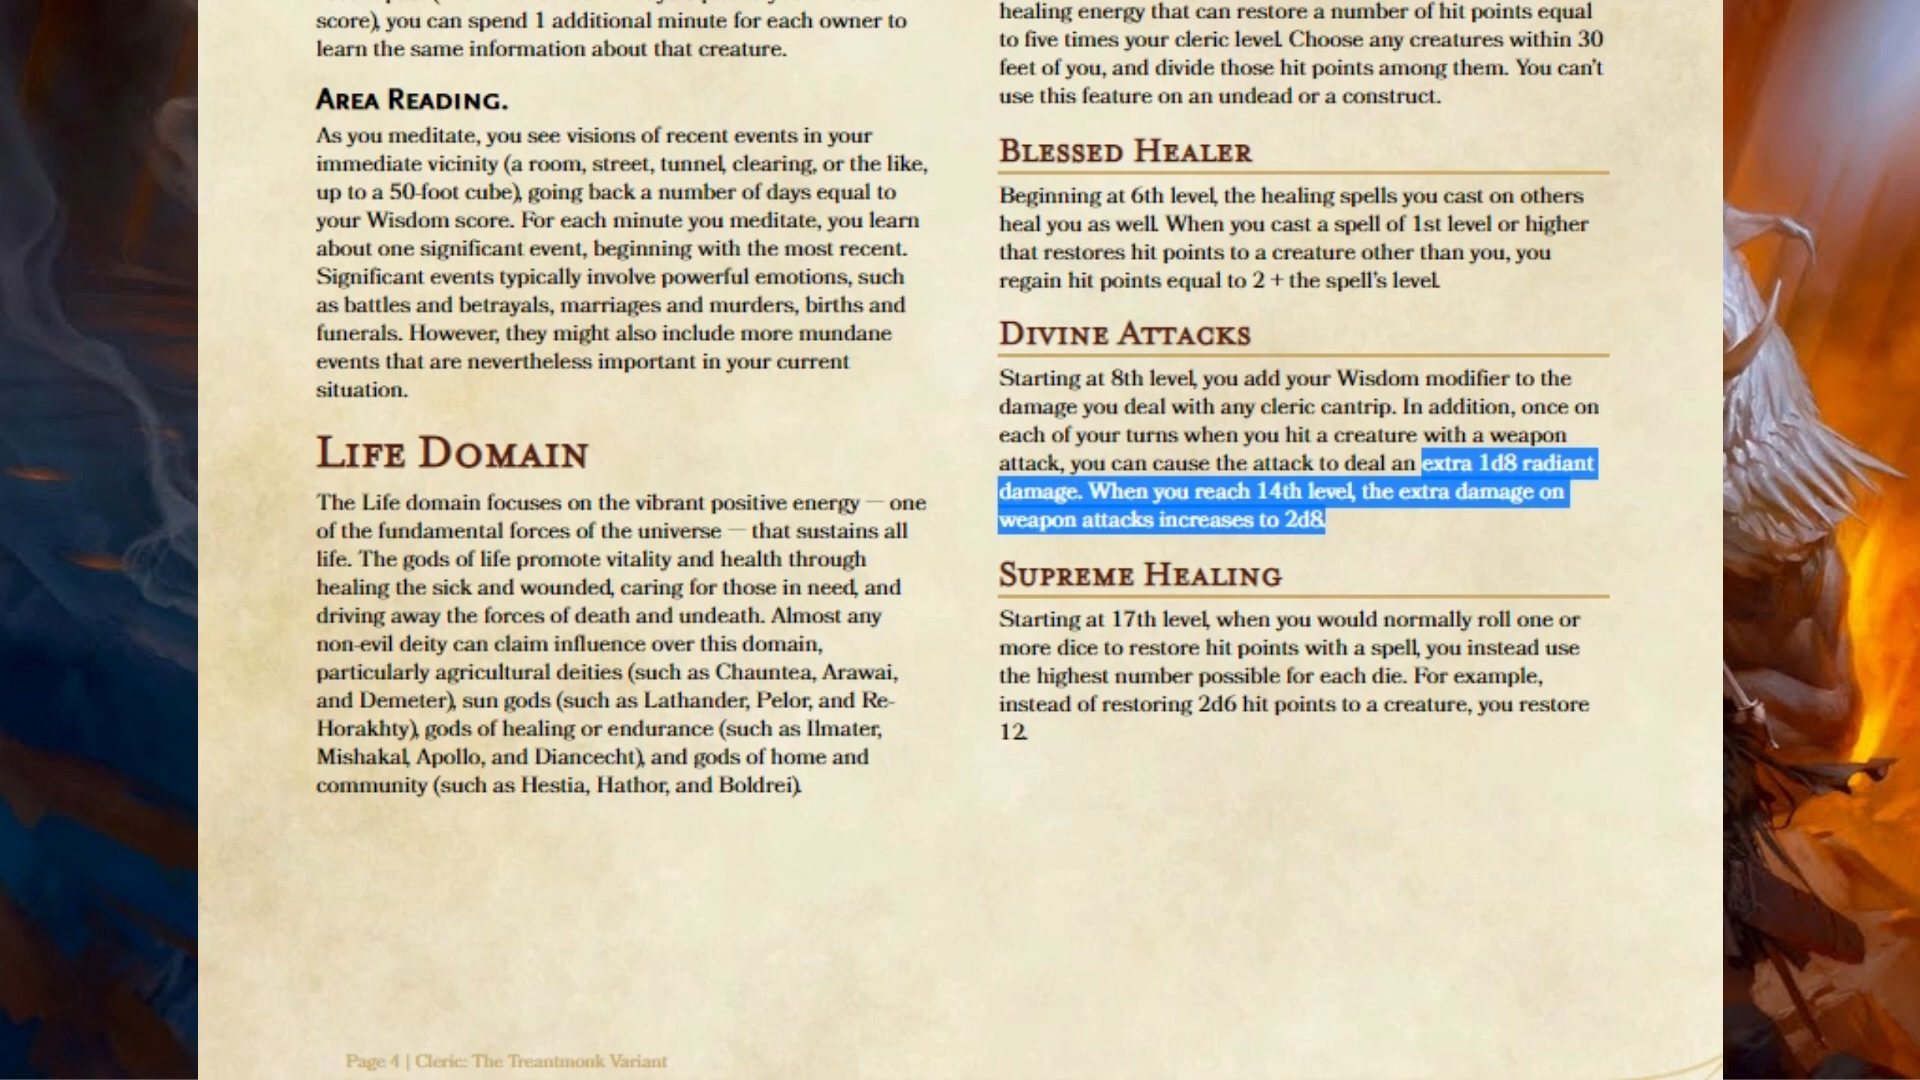 score), you can spend 1 additional minute for each owner to
learn the same information about that creature.
AREA READING.
As you meditate, you see visions of recent events in your
immediate vicinity (a room, street, tunnel, clearing, or the like,
up to a 50-foot cube), going back a number of days equal to
your Wisdom score. For each minute you meditate, you learn
about one significant event, beginning with the most recent.
Significant events typically involve powerful emotions, such
as battles and betrayals, marriages and murders, births and
funerals. However, they might also include more mundane
events that are nevertheless important in your current
situation.
LIFE DOMAIN
The Life domain focuses on the vibrant positive energy — one
of the fundamental forces of the universe — that sustains all
life. The gods of life promote vitality and health through
healing the sick and wounded, caring for those in need, and
driving away the forces of death and undeath. Almost any
non-evil deity can claim influence over this domain,
particularly agricultural deities (such as Chauntea, Arawai,
and Demeter), sun gods (such as Lathander, Pelor, and Re-
Horakhty), gods of healing or endurance (such as Ilmater,
Mishakal, Apollo, and Diancecht), and gods of home and
community (such as Hestia, Hathor, and Boldrei).
healing energy that can restore a number of hit points equal
to five times your cleric level. Choose any creatures within 30
feet of you, and divide those hit points among them. You can't
use this feature on an undead or a construct.
BLESSED HEALER
Beginning at 6th level, the healing spells you cast on others
heal you as well. When you cast a spell of 1st level or higher
that restores hit points to a creature other than you, you
regain hit points equal to 2 + the spell's level.
DIVINE ATTACKS
Starting at 8th level, you add your Wisdom modifier to the
damage you deal with any cleric cantrip. In addition, once on
each of your turns when you hit a creature with a weapon
attack, you can cause the attack to deal an extra 1d8 radiant
damage. When you reach 14th level, the extra damage on
weapon attacks increases to 2d8.
SUPREME HEALING
Starting at 17th level, when you would normally roll one or
more dice to restore hit points with a spell, you instead use
the highest number possible for each die. For example,
instead of restoring 2d6 hit points to a creature, you restore
12.
Page 4 | Cleric: The Treantmonk Variant